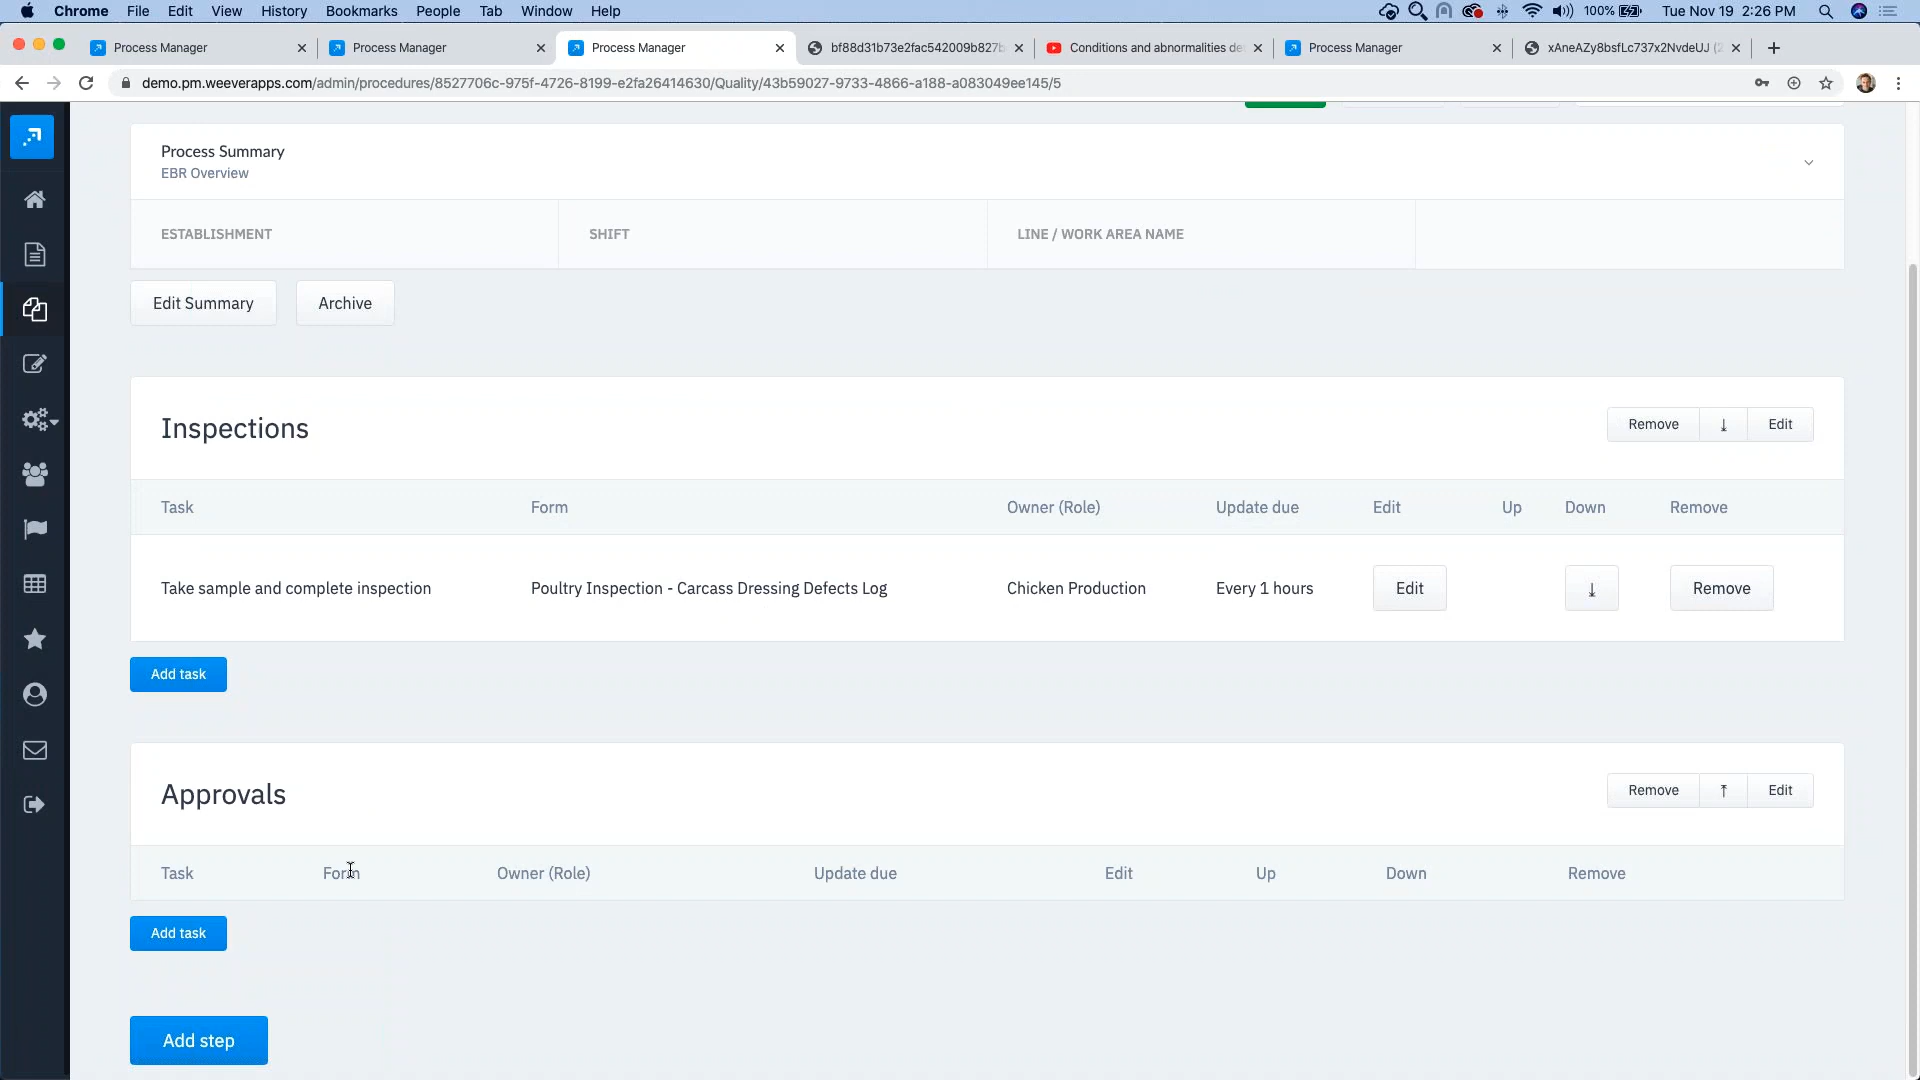 Chrome File Edit View History Bookmarks People Tab Window Help 100% Tue Nov 19 2:26 PM
Process Manager Process Manager Process Manager bf88d31b73e2fac542009b827b Conditions and abnormalities de Process Manager xAneAZy8bsfLc737x2NvdeUJ (2
demo.pm.weeverapps.com/admin/procedures/8527706c-975f-4726-8199-e2fa26414630/Quality/43b59027-9733-4866-a188-a083049ee145/5
Process Summary
EBR Overview
ESTABLISHMENT SHIFT LINE / WORK AREA NAME
Edit Summary Archive
Inspections Remove Edit
Task Form Owner (Role) Update due Edit Up Down Remove
Take sample and complete inspection Poultry Inspection - Carcass Dressing Defects Log Chicken Production Every 1 hours Edit Remove
Add task
Approvals Remove Edit
Task Form Owner (Role) Update due Edit Up Down Remove
Add task
Add step